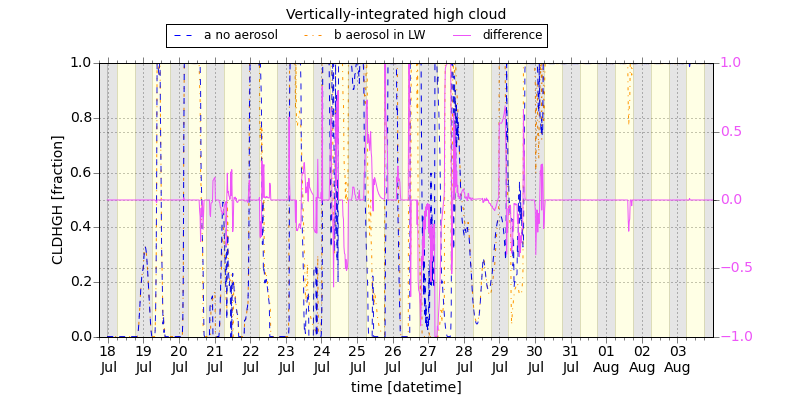 Vertically-integrated high cloud
a no aerosol b aerosol in LW difference
CLDHGH [fraction]
1.0
0.8
0.6
0.4
0.2
0.0
1.0
0.5
0.0
−0.5
−1.0
18 19 20 21 22 23 24 25 26 27 28 29 30 31 01 02 03
Jul Jul Jul Jul Jul Jul Jul Jul Jul Jul Jul Jul Jul Jul Aug Aug Aug
time [datetime]